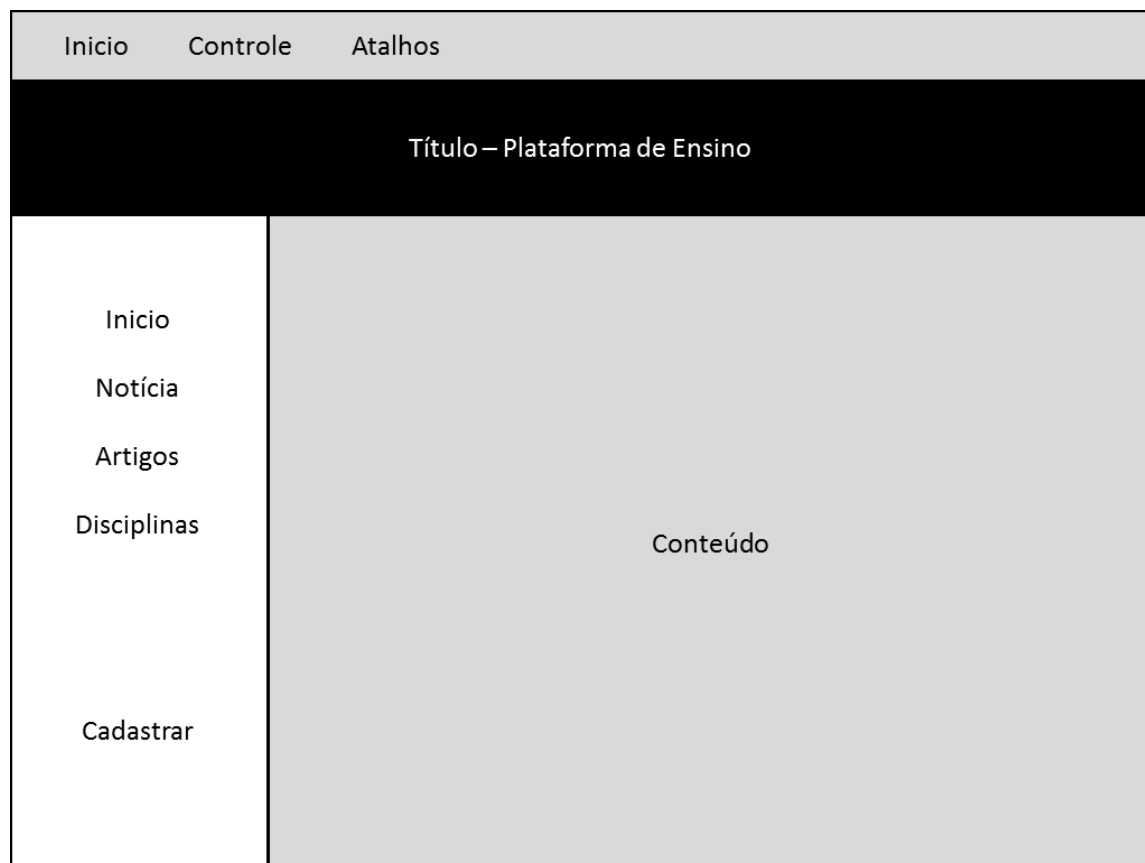 Inicio Controle Atalhos
Título – Plataforma de Ensino
Inicio
Notícia
Artigos
Disciplinas
Conteúdo
Cadastrar